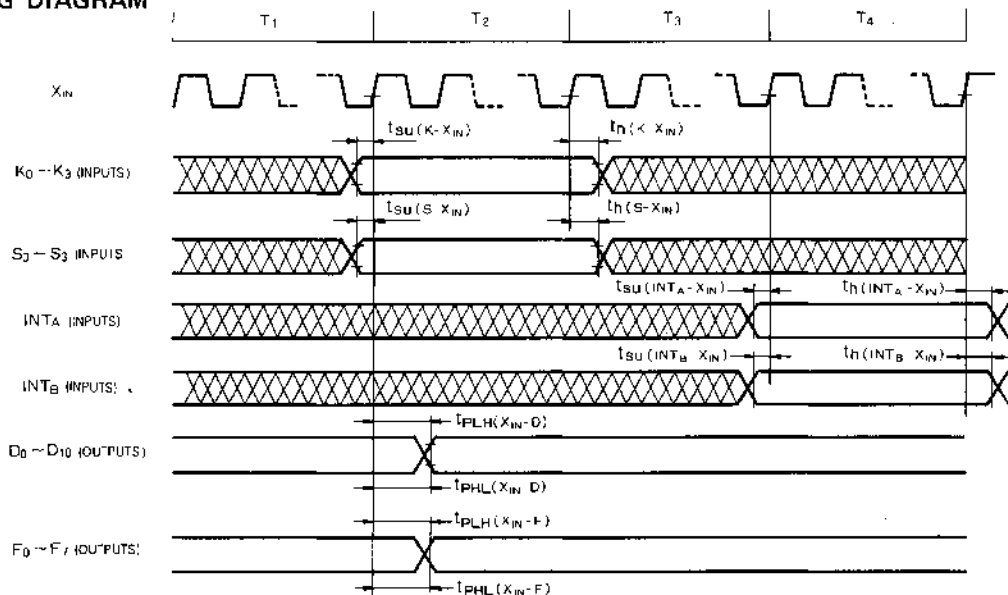 G DIAGRAM
T1 T2 T3 T4
XIN
tsu(K-XIN) th(K XIN)
K0 ~ K3 (INPUTS)
tsu(S XIN) th(S-XIN)
S0 ~ S3 INPUTS
tsu(INTA-XIN) th(INTA-XIN)
INTA (INPUTS)
tsu(INTB XIN) th(INTB XIN)
INTB (INPUTS)
tPLH(XIN-D)
D0 ~ D10 (OUTPUTS)
tPHL(XIN D)
tPLH(XIN-F)
F0 ~ F7 (OUTPUTS)
tPHL(XIN-F)